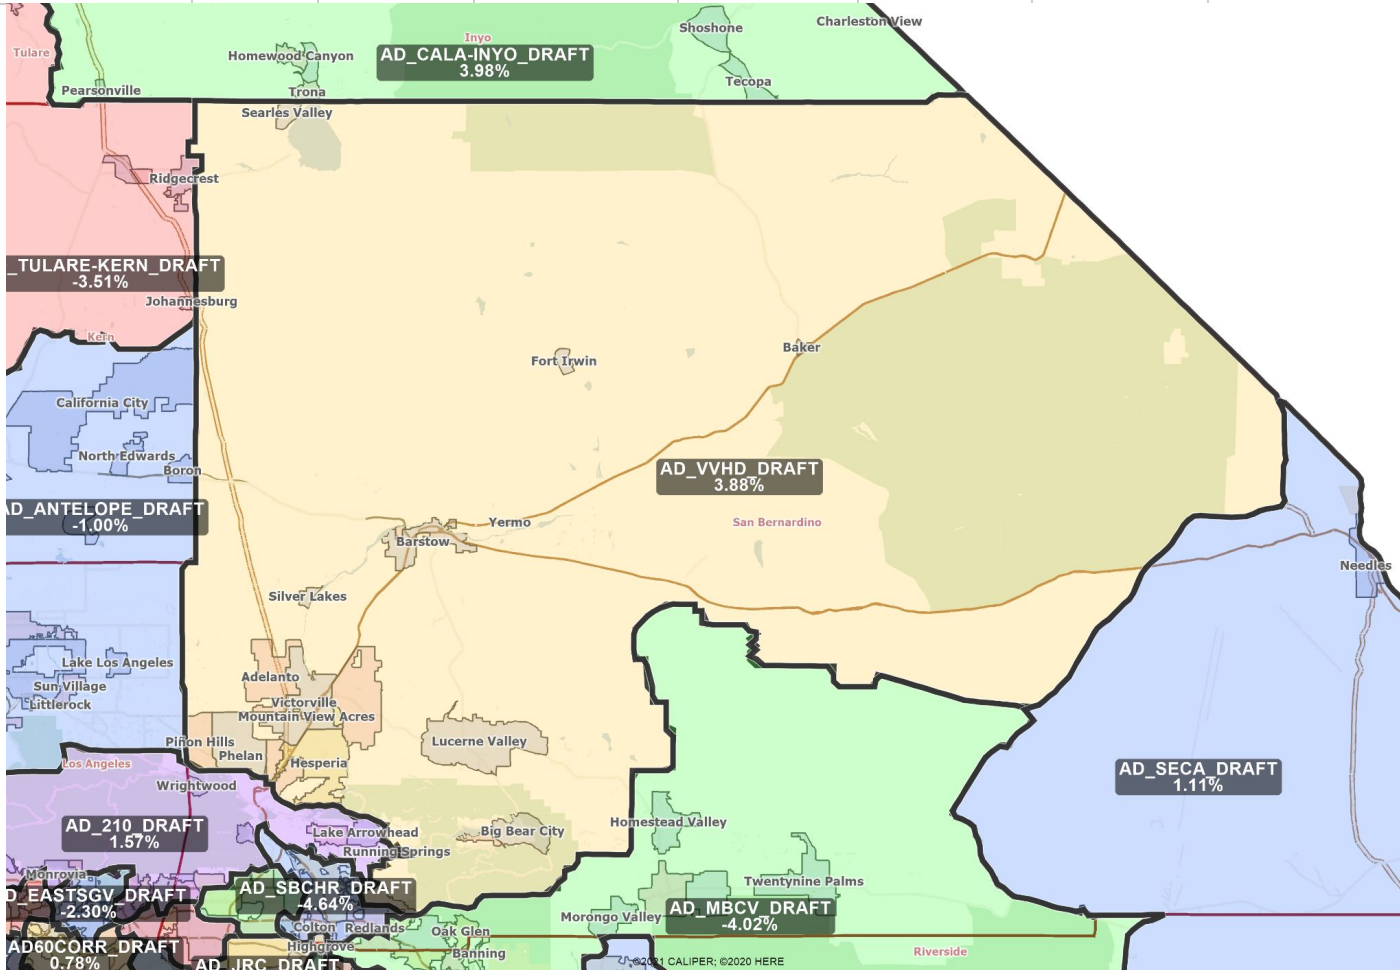 Shoshone
Charleston View
Tulare
Inyo
Homewood Canyon
AD_CALA-INYO_DRAFT
3.98%
Tecopa
Pearsonville
Trona
Searles Valley
Ridgecrest
_TULARE-KERN_DRAFT
-3.51%
Johannesburg
Kern
Baker
Fort Irwin
California City
North Edwards
Boron
AD_VVHD_DRAFT
3.88%
AD_ANTELOPE_DRAFT
-1.00%
San Bernardino
Yermo
Barstow
Needles
Silver Lakes
Lake Los Angeles
Adelanto
Sun Village
Littlerock
Victorville
Mountain View Acres
Piñon Hills
Phelan
Lucerne Valley
Los Angeles
Hesperia
AD_SECA_DRAFT
1.11%
Wrightwood
AD_210_DRAFT
1.57%
Lake Arrowhead
Big Bear City
Homestead Valley
Running Springs
Monrovia
Twentynine Palms
AD_SBCHR_DRAFT
-4.64%
D_EASTSGV_DRAFT
-2.30%
AD_MBCV_DRAFT
-4.02%
Morongo Valley
Colton
Redlands
Oak Glen
Highgrove
AD60CORR_DRAFT
0.78%
Banning
Riverside
AD_JRC_DRAFT
©2021 CALIPER; ©2020 HERE